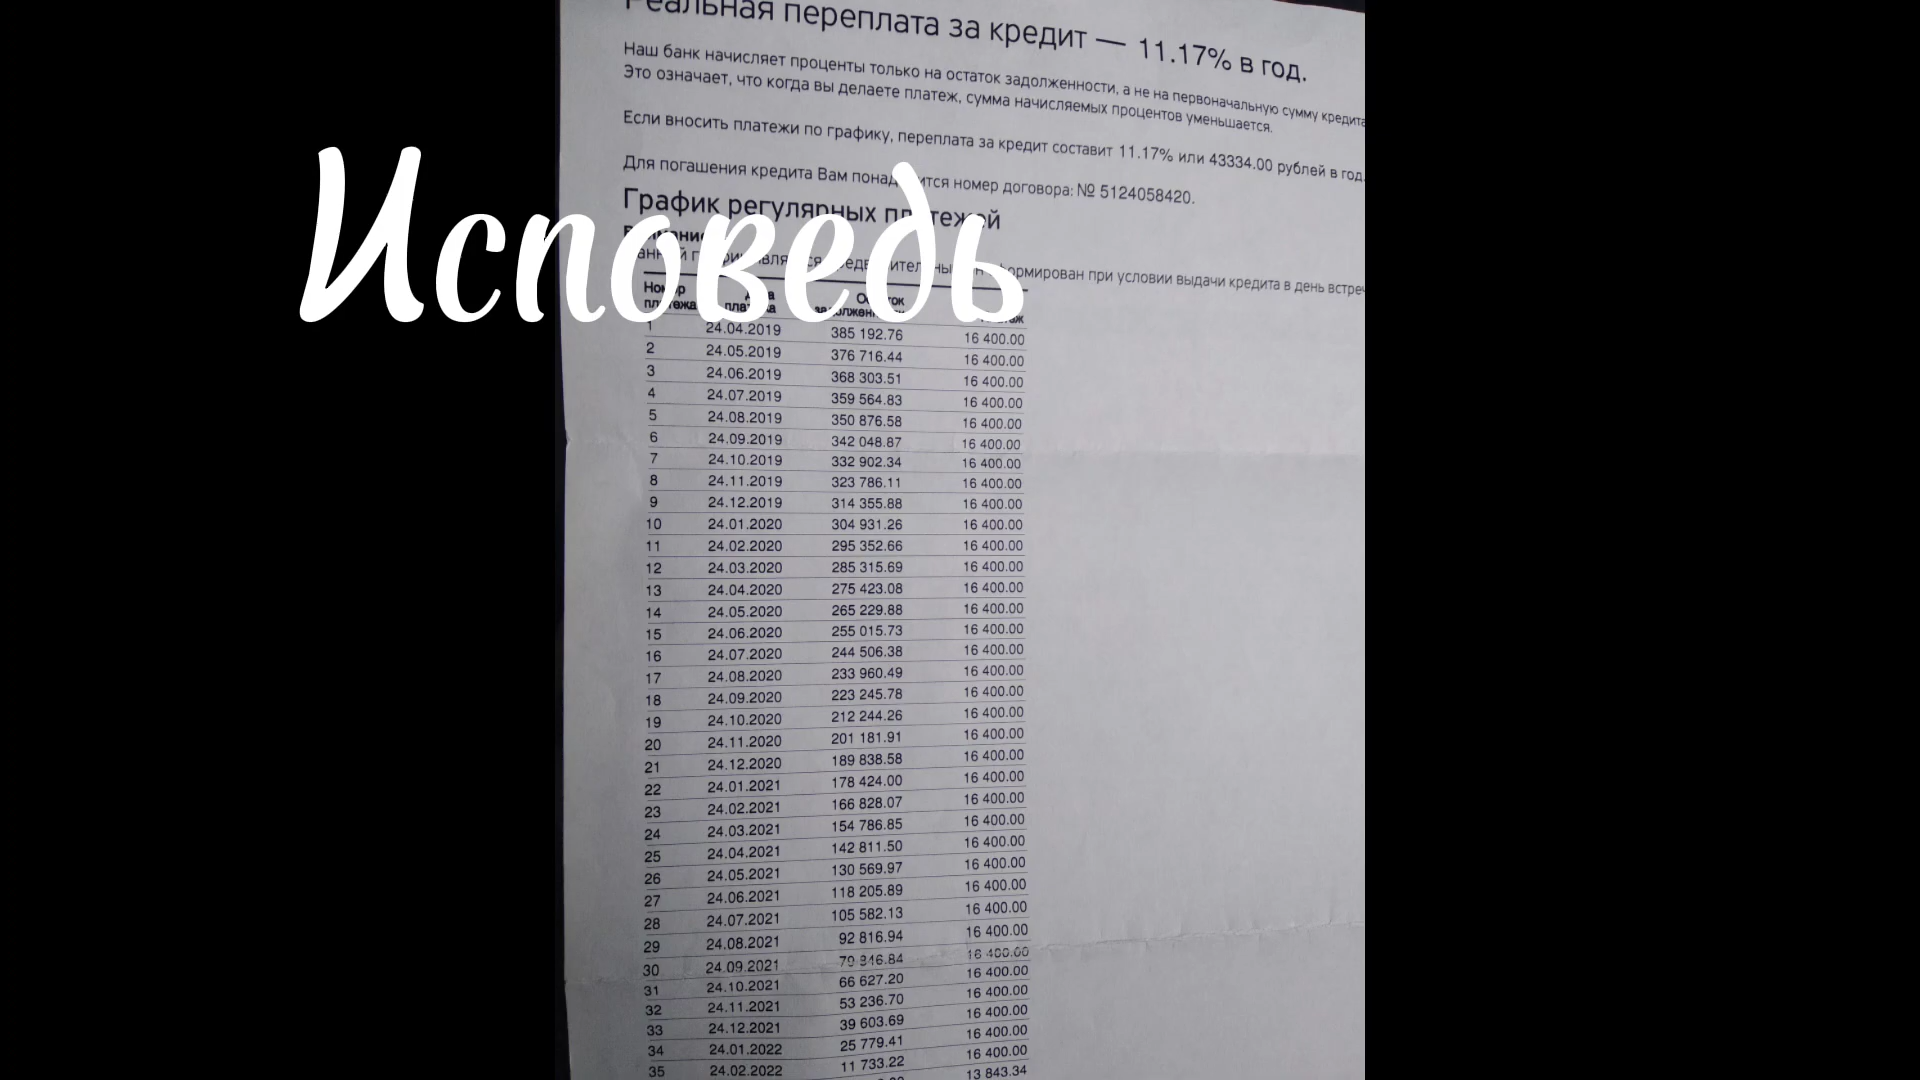 Реальная переплата за кредит — 11.17% в год.
Наш банк начисляет проценты только на остаток задолженности, а не на первоначальную сумму кредита
Это означает, что когда вы делаете платеж, сумма начисляемых процентов уменьшается.
Если вносить платежи по графику, переплата за кредит составит 11.17% или 43334.00 рублей в год.
Для погашения кредита Вам понадобится номер договора: № 5124058420.
График регулярных платежей
Исповедь
формирован при условии выдачи кредита в день встреч
Номер платежа Дата платежа Остаток задолженности
1 24.04.2019 385 192.76 16 400.00
2 24.05.2019 376 716.44 16 400.00
3 24.06.2019 368 303.51 16 400.00
4 24.07.2019 359 564.83 16 400.00
5 24.08.2019 350 876.58 16 400.00
6 24.09.2019 342 048.87 16 400.00
7 24.10.2019 332 902.34 16 400.00
8 24.11.2019 323 786.11 16 400.00
9 24.12.2019 314 355.88 16 400.00
10 24.01.2020 304 931.26 16 400.00
11 24.02.2020 295 352.66 16 400.00
12 24.03.2020 285 315.69 16 400.00
13 24.04.2020 275 423.08 16 400.00
14 24.05.2020 265 229.88 16 400.00
15 24.06.2020 255 015.73 16 400.00
16 24.07.2020 244 506.38 16 400.00
17 24.08.2020 233 960.49 16 400.00
18 24.09.2020 223 245.78 16 400.00
19 24.10.2020 212 244.26 16 400.00
20 24.11.2020 201 181.91 16 400.00
21 24.12.2020 189 838.58 16 400.00
22 24.01.2021 178 424.00 16 400.00
23 24.02.2021 166 828.07 16 400.00
24 24.03.2021 154 786.85 16 400.00
25 24.04.2021 142 811.50 16 400.00
26 24.05.2021 130 569.97 16 400.00
27 24.06.2021 118 205.89 16 400.00
28 24.07.2021 105 582.13 16 400.00
29 24.08.2021 92 816.94 16 400.00
30 24.09.2021 79 846.84 16 400.00
31 24.10.2021 66 627.20 16 400.00
32 24.11.2021 53 236.70 16 400.00
33 24.12.2021 39 603.69 16 400.00
34 24.01.2022 25 779.41 16 400.00
35 24.02.2022 11 733.22 16 400.00
13 843.34